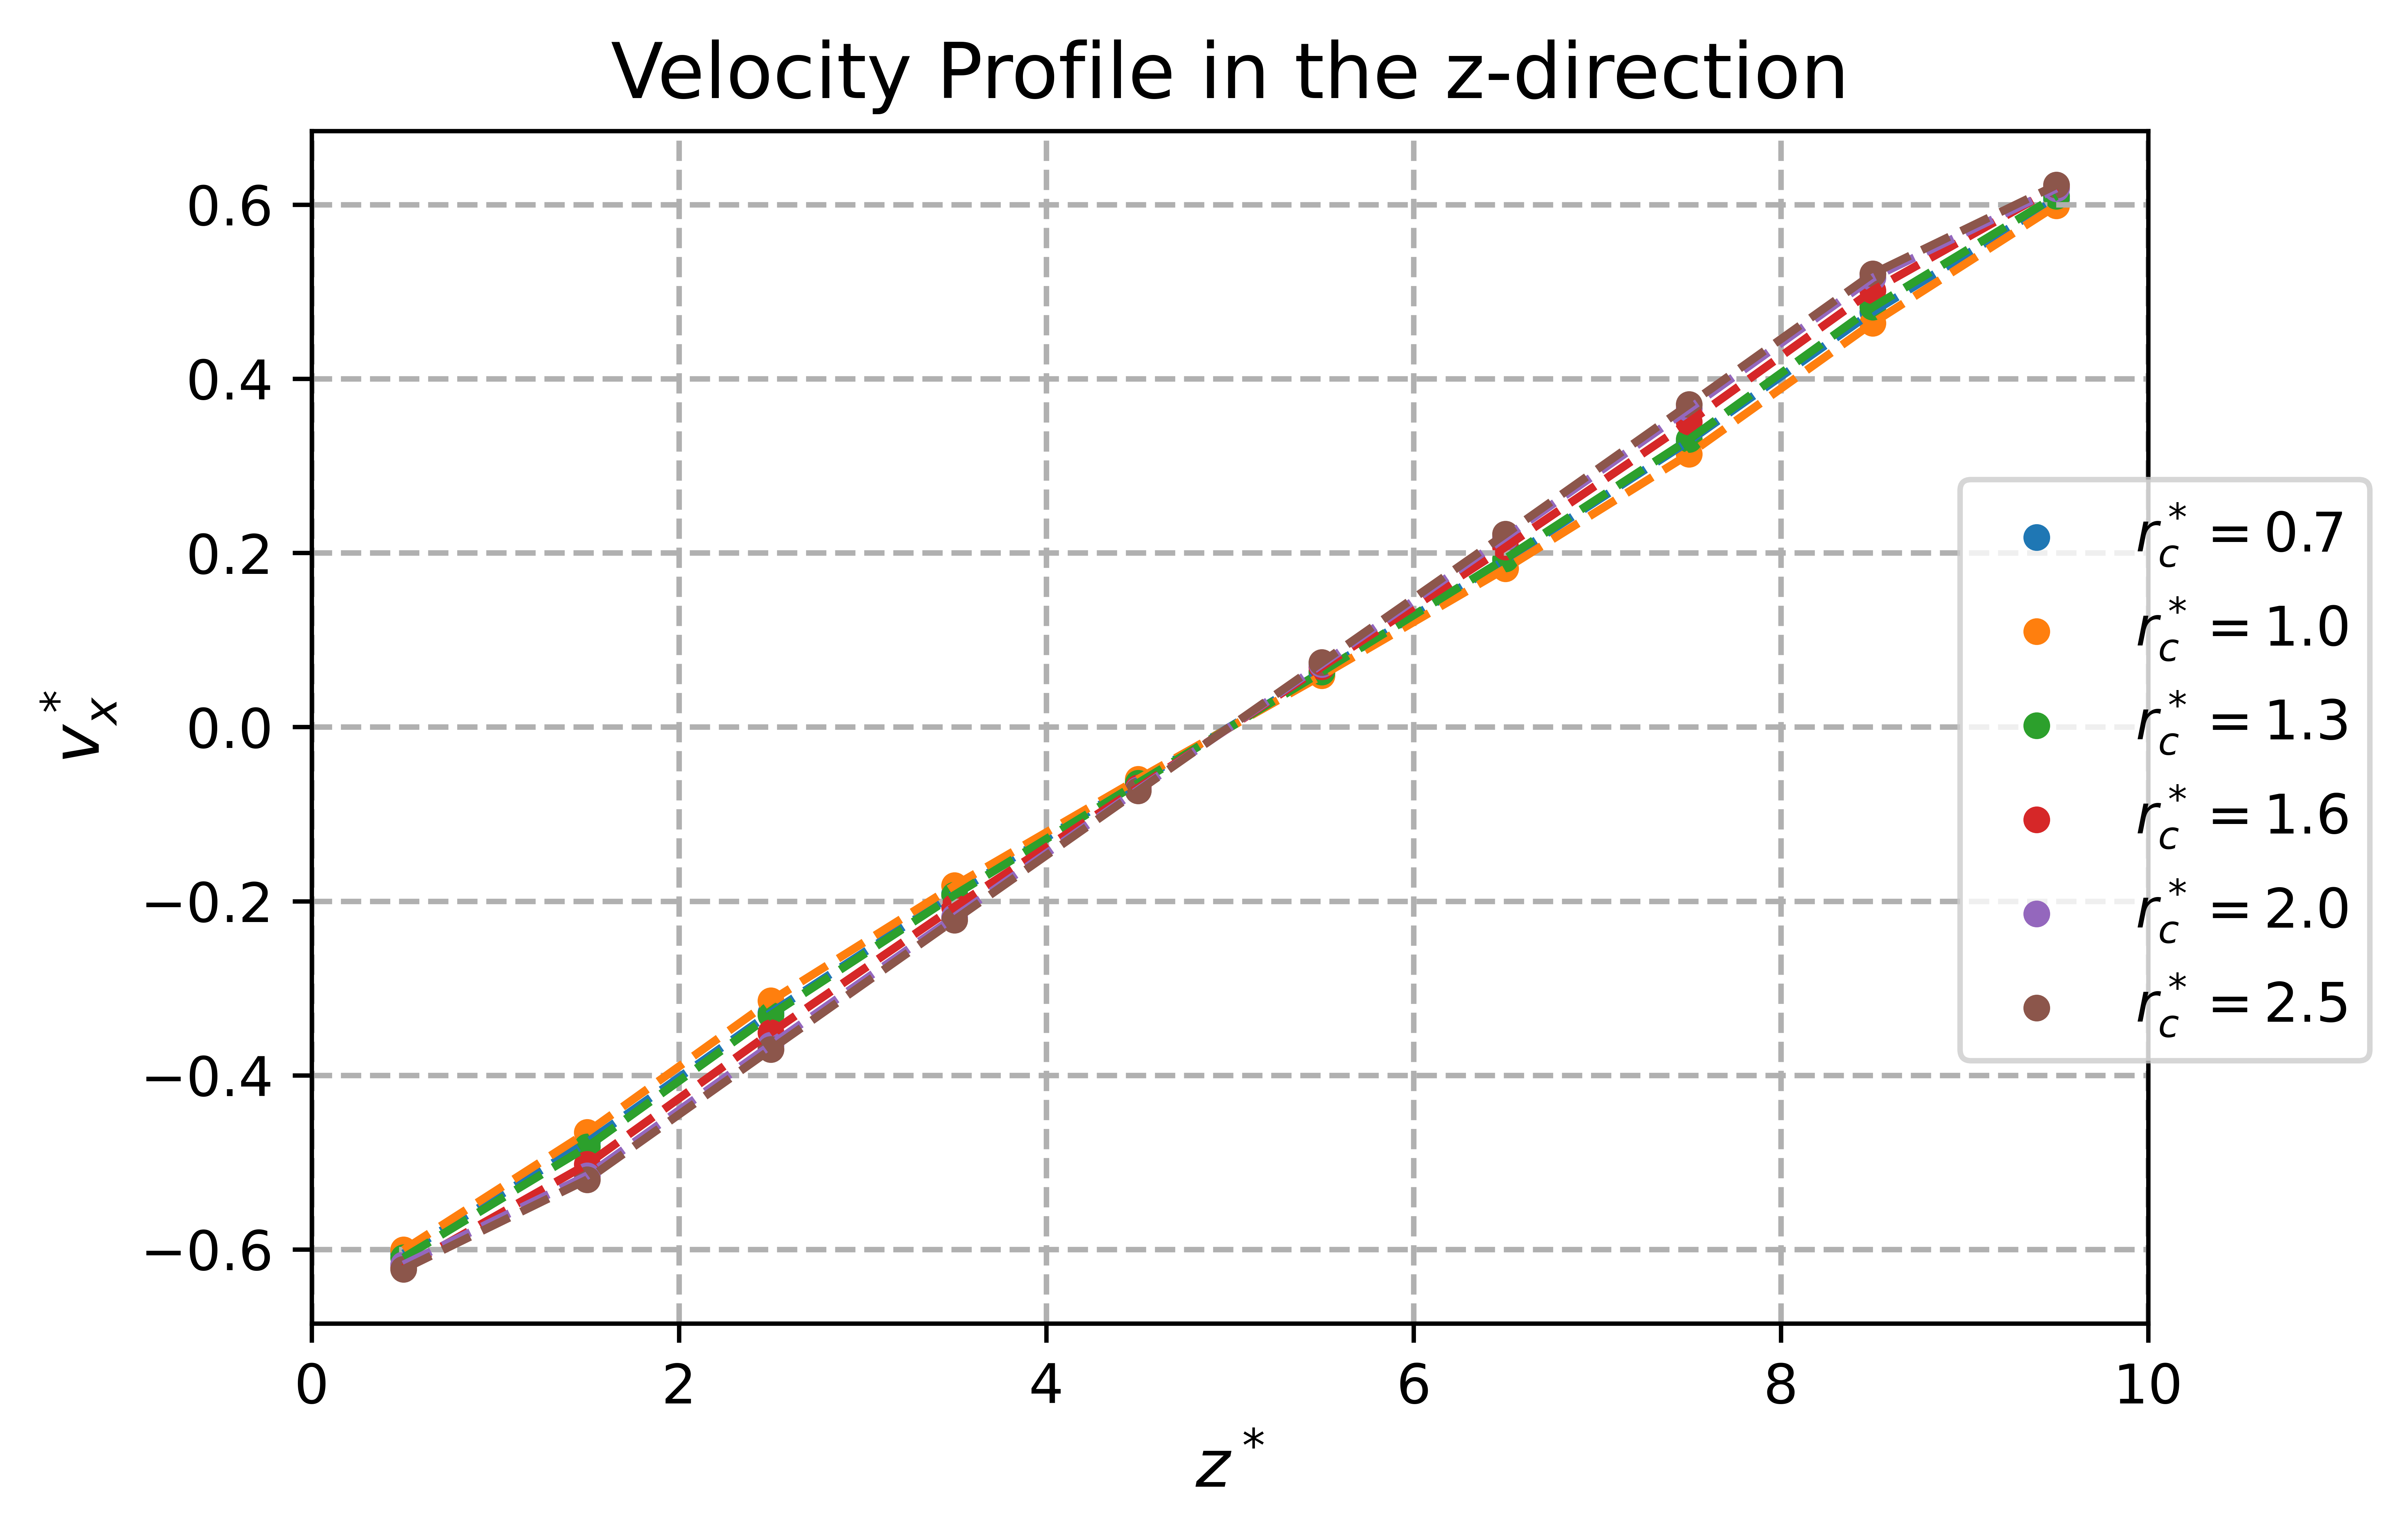 Velocity Profile in the z-direction
0.6
0.4
0.2
0.0
−0.2
−0.4
−0.6
v*x
0
2
4
6
8
10
z*
r*c = 0.7
r*c = 1.0
r*c = 1.3
r*c = 1.6
r*c = 2.0
r*c = 2.5